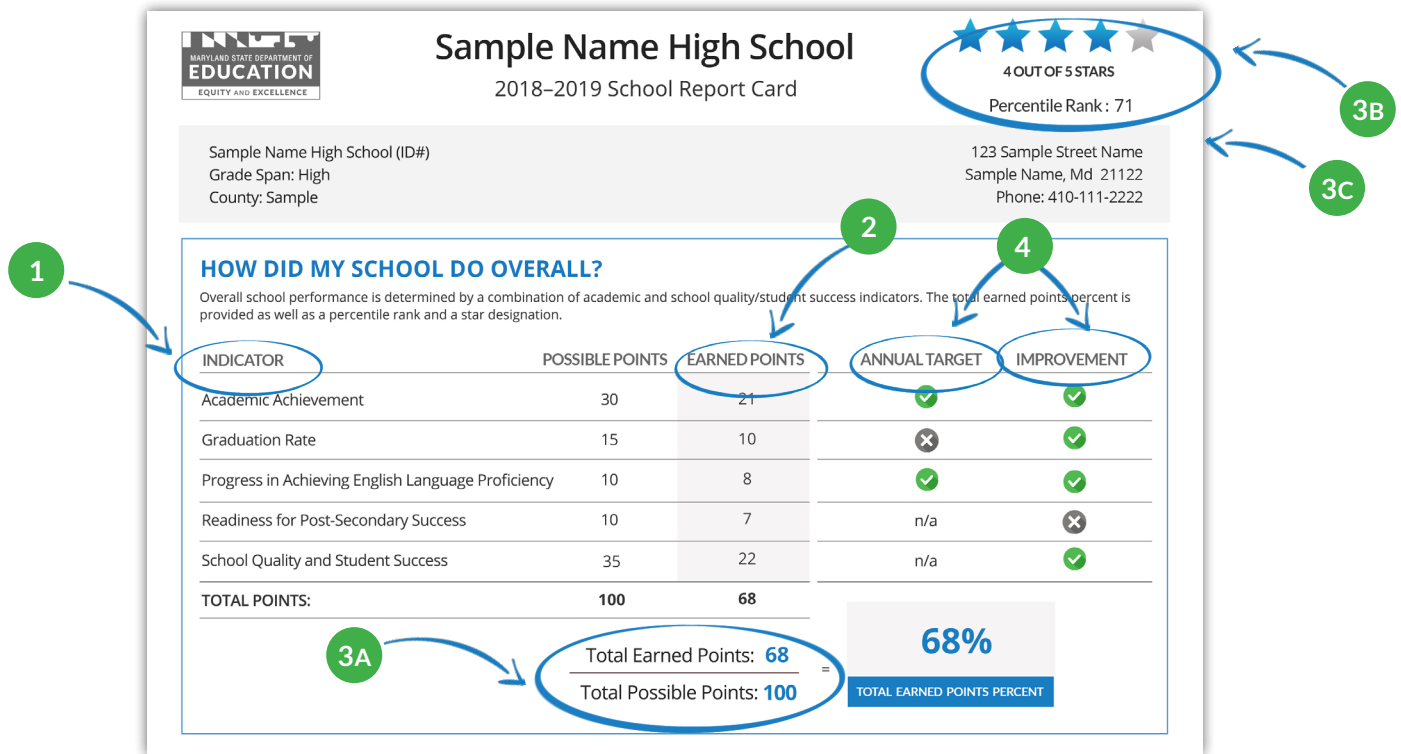 MARYLAND STATE DEPARTMENT OF
EDUCATION
EQUITY AND EXCELLENCE
Sample Name High School
2018–2019 School Report Card
4 OUT OF 5 STARS
Percentile Rank : 71
3B
3C
Sample Name High School (ID#)
Grade Span: High
County: Sample
123 Sample Street Name
Sample Name, Md 21122
Phone: 410-111-2222
1
2
4
HOW DID MY SCHOOL DO OVERALL?
Overall school performance is determined by a combination of academic and school quality/student success indicators. The total earned points percent is
provided as well as a percentile rank and a star designation.
INDICATOR POSSIBLE POINTS EARNED POINTS ANNUAL TARGET IMPROVEMENT
Academic Achievement 30 21
Graduation Rate 15 10
Progress in Achieving English Language Proficiency 10 8
Readiness for Post-Secondary Success 10 7 n/a
School Quality and Student Success 35 22 n/a
TOTAL POINTS: 100 68
3A
Total Earned Points: 68
Total Possible Points: 100
=
68%
TOTAL EARNED POINTS PERCENT